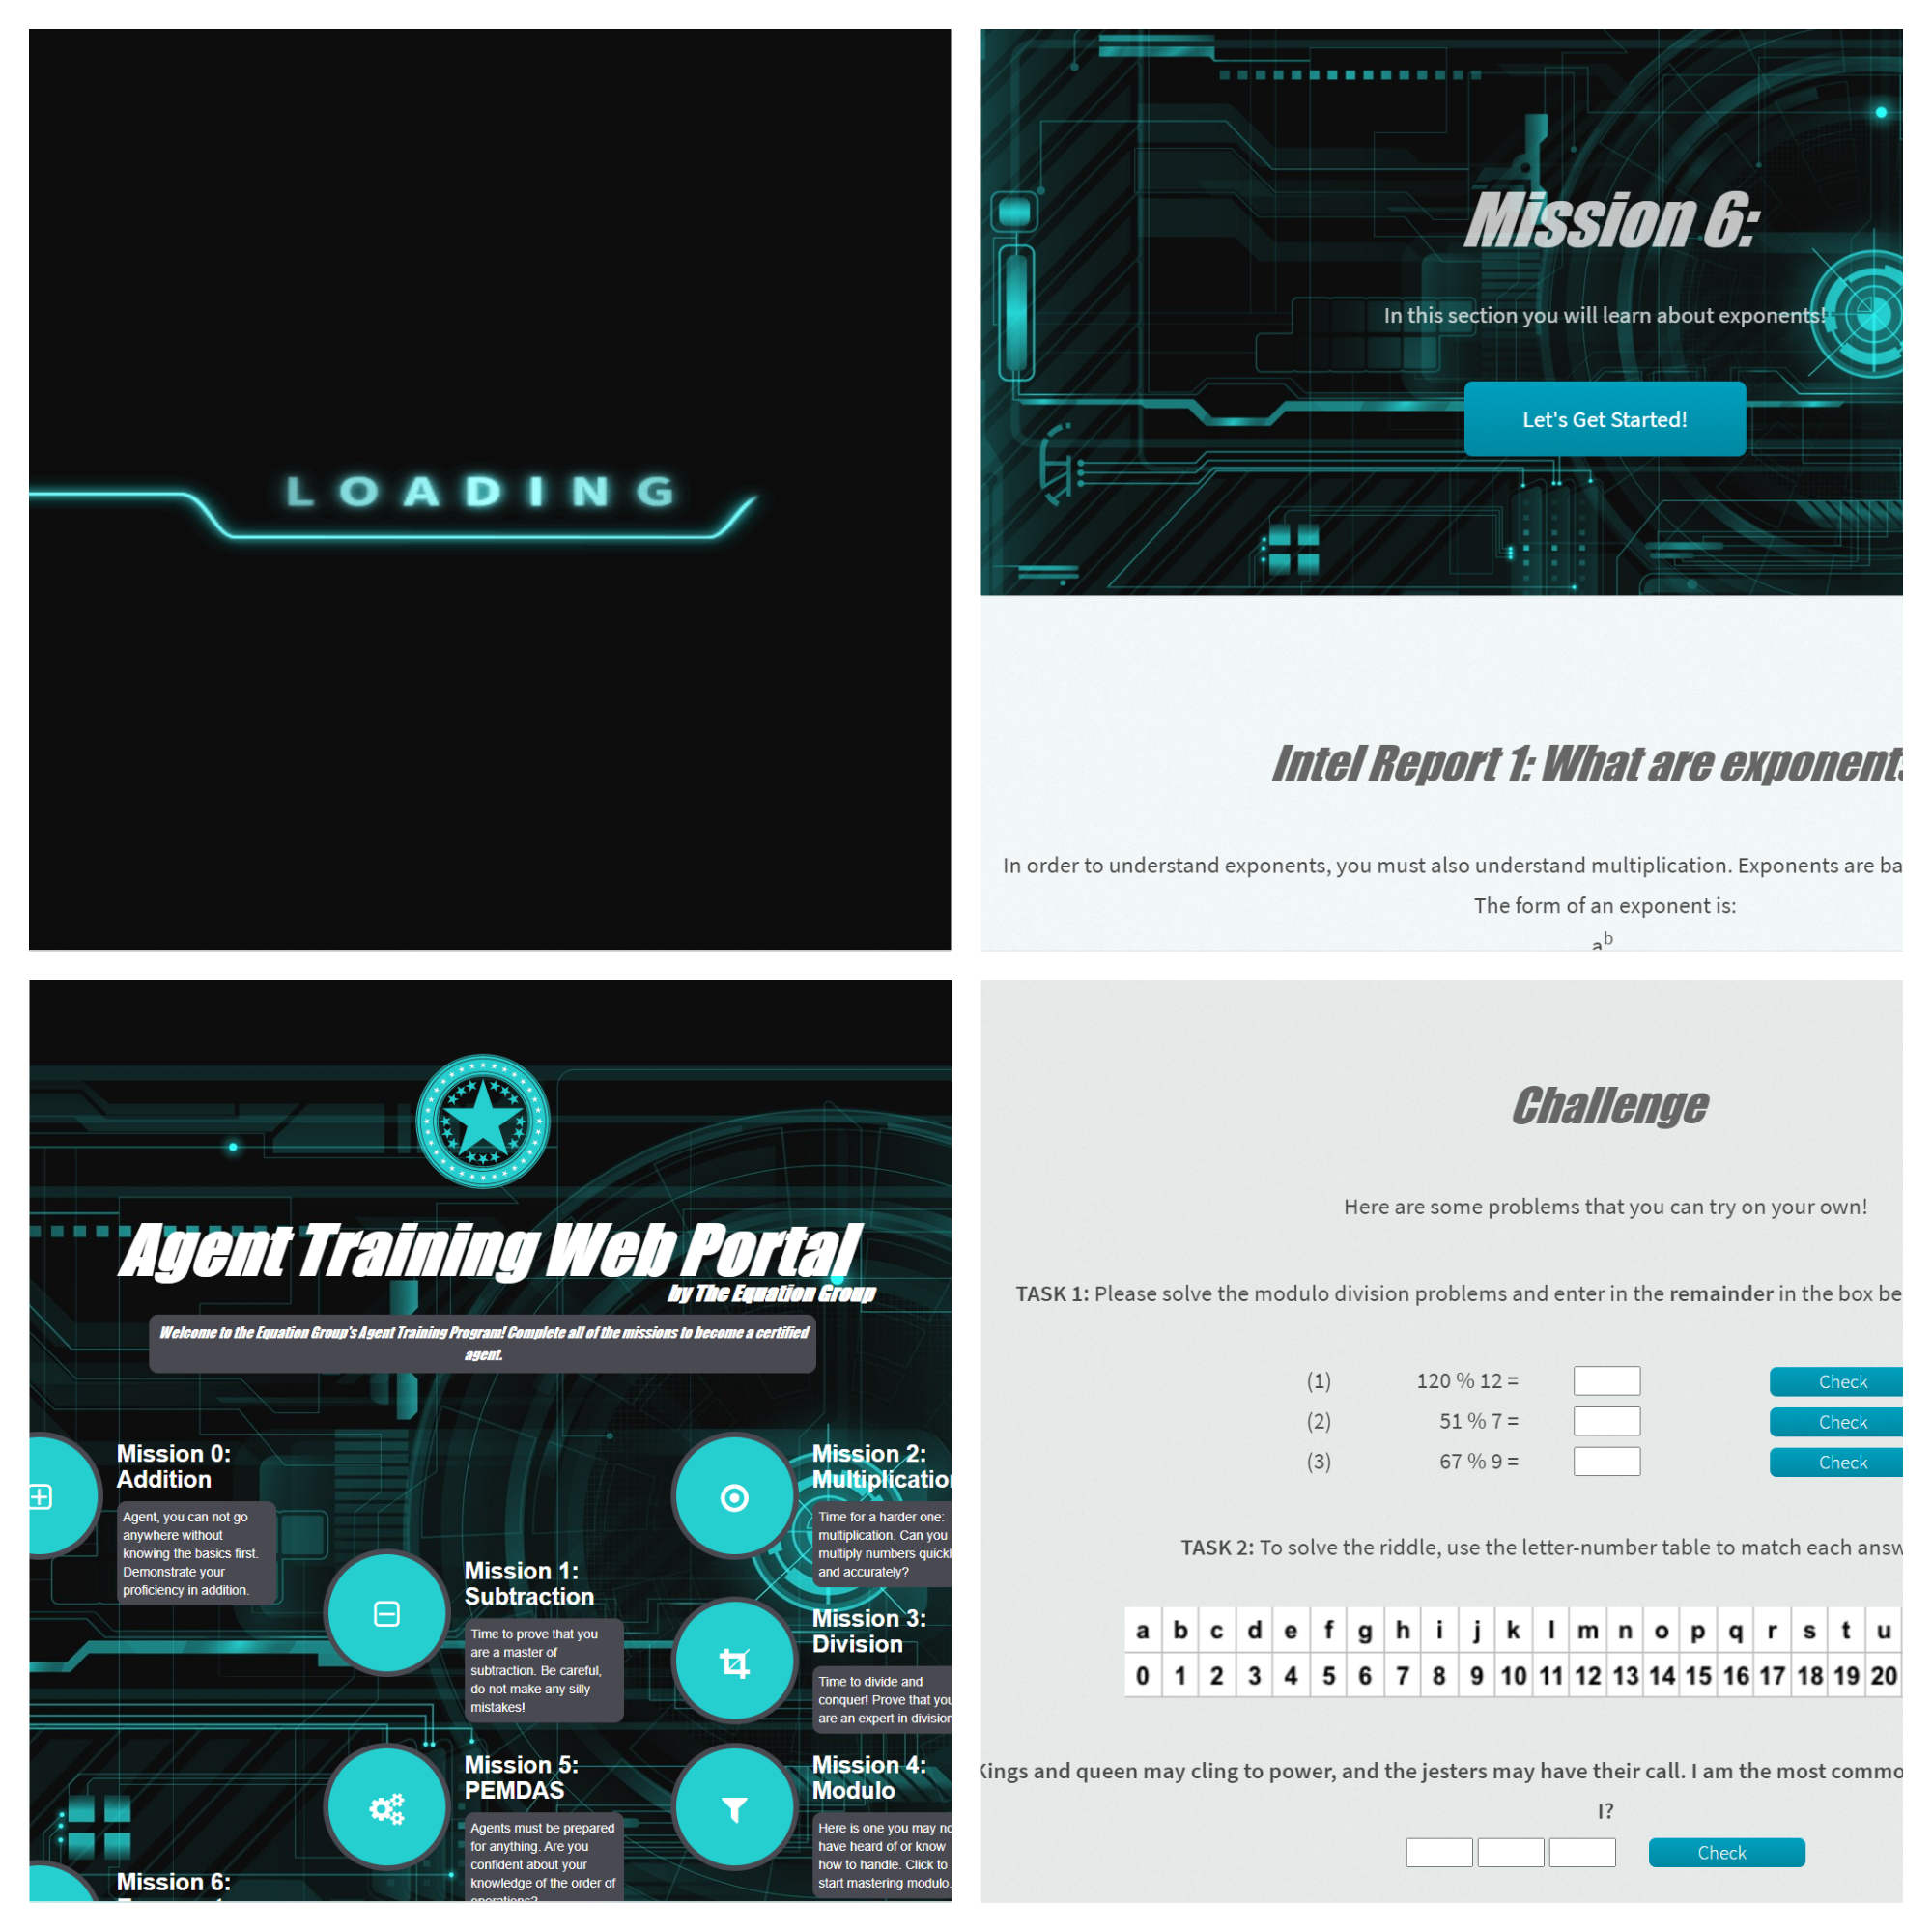 LOADING
Mission 6:
In this section you will learn about exponents!
Let's Get Started!
Intel Report 1: What are exponents
In order to understand exponents, you must also understand multiplication. Exponents are ba
The form of an exponent is:
a^b
Agent Training Web Portal
by The Equation Group
Welcome to the Equation Group's Agent Training Program! Complete all of the missions to become a certified
agent.
Mission 0:
Addition
Agent, you can not go
anywhere without
knowing the basics first.
Demonstrate your
proficiency in addition.
Mission 1:
Subtraction
Time to prove that you
are a master of
subtraction. Be careful,
do not make any silly
mistakes!
Mission 2:
Multiplication
Time for a harder one:
multiplication. Can you
multiply numbers quickl
and accurately?
Mission 3:
Division
Time to divide and
conquer! Prove that you
are an expert in division
Mission 5:
PEMDAS
Agents must be prepared
for anything. Are you
confident about your
knowledge of the order of
operations?
Mission 4:
Modulo
Here is one you may no
have heard of or know
how to handle. Click to
start mastering modulo.
Mission 6:
Challenge
Here are some problems that you can try on your own!
TASK 1: Please solve the modulo division problems and enter in the remainder in the box be
(1) 120 % 12 = Check
(2) 51 % 7 = Check
(3) 67 % 9 = Check
TASK 2: To solve the riddle, use the letter-number table to match each answ
a b c d e f g h i j k l m n o p q r s t u
0 1 2 3 4 5 6 7 8 9 10 11 12 13 14 15 16 17 18 19 20
Kings and queen may cling to power, and the jesters may have their call. I am the most commo
I?
Check